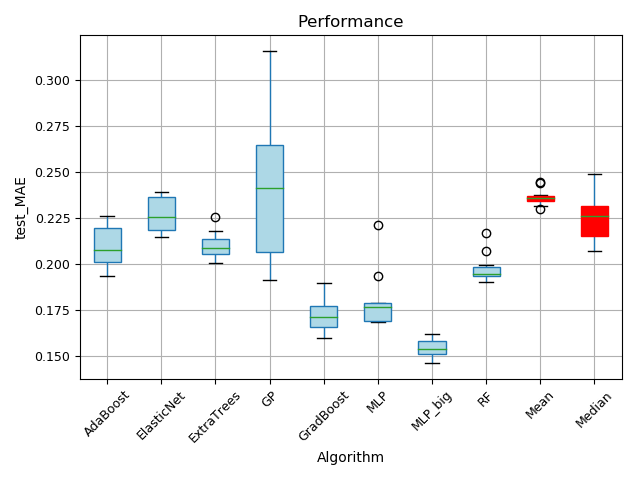 Performance
test_MAE
0.300
0.275
0.250
0.225
0.200
0.175
0.150
AdaBoost
ElasticNet
ExtraTrees
GP
GradBoost
MLP
MLP_big
RF
Mean
Median
Algorithm